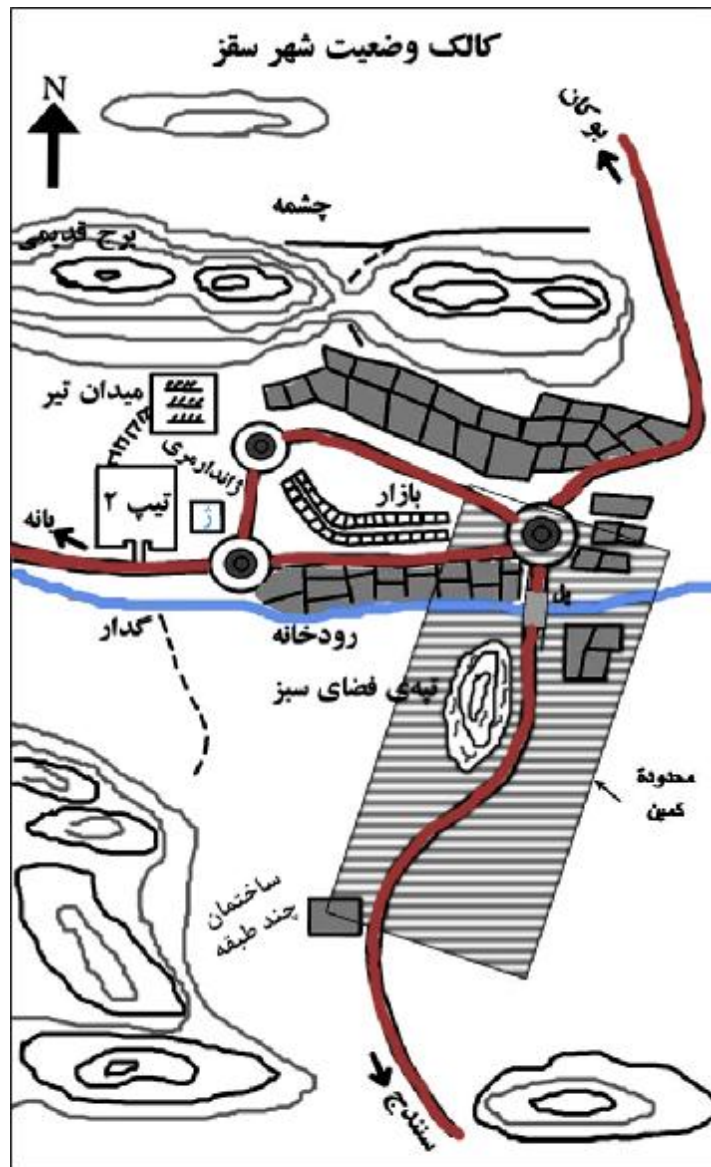 کالک وضعیت شهر سقز
N
بوکان
چشمه
برج قدیمی
میدان تیر
ژاندارمری
تیپ ۲
ژ
بازار
بانه
پل
گدار
رودخانه
تپه‌ی فضای سبز
محدودة
کمین
ساختمان
چند طبقه
سنندج